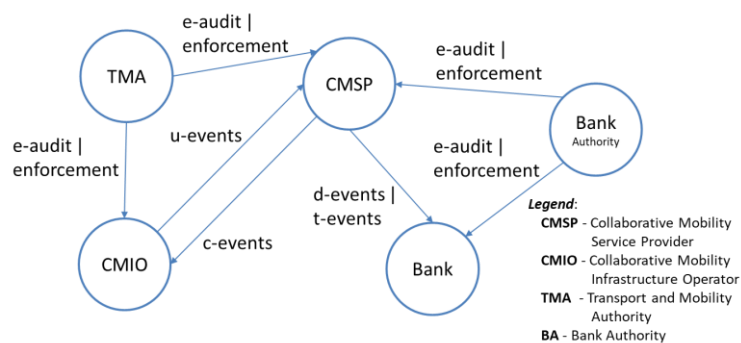 e-audit |
enforcement
TMA
CMSP
e-audit |
enforcement
Bank
Authority
e-audit |
enforcement
u-events
e-audit |
enforcement
d-events |
t-events
c-events
CMIO
Bank
Legend:
CMSP - Collaborative Mobility
Service Provider
CMIO - Collaborative Mobility
Infrastructure Operator
TMA - Transport and Mobility
Authority
BA - Bank Authority